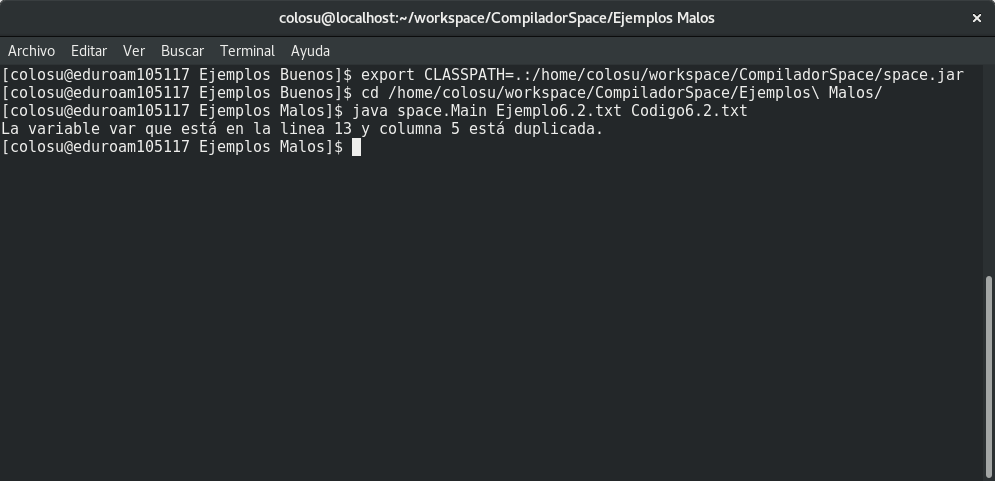 colosu@localhost:~/workspace/CompiladorSpace/Ejemplos Malos
Archivo Editar Ver Buscar Terminal Ayuda
[colosu@eduroam105117 Ejemplos Buenos]$ export CLASSPATH=.:/home/colosu/workspace/CompiladorSpace/space.jar
[colosu@eduroam105117 Ejemplos Buenos]$ cd /home/colosu/workspace/CompiladorSpace/Ejemplos\ Malos/
[colosu@eduroam105117 Ejemplos Malos]$ java space.Main Ejemplo6.2.txt Codigo6.2.txt
La variable var que está en la linea 13 y columna 5 está duplicada.
[colosu@eduroam105117 Ejemplos Malos]$